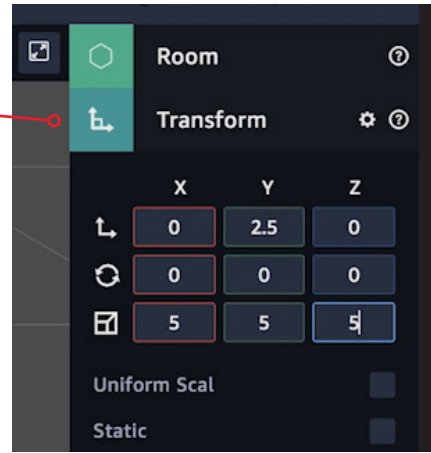 Room
Transform
X Y Z
0 2.5 0
0 0 0
5 5 5
Uniform Scal
Static